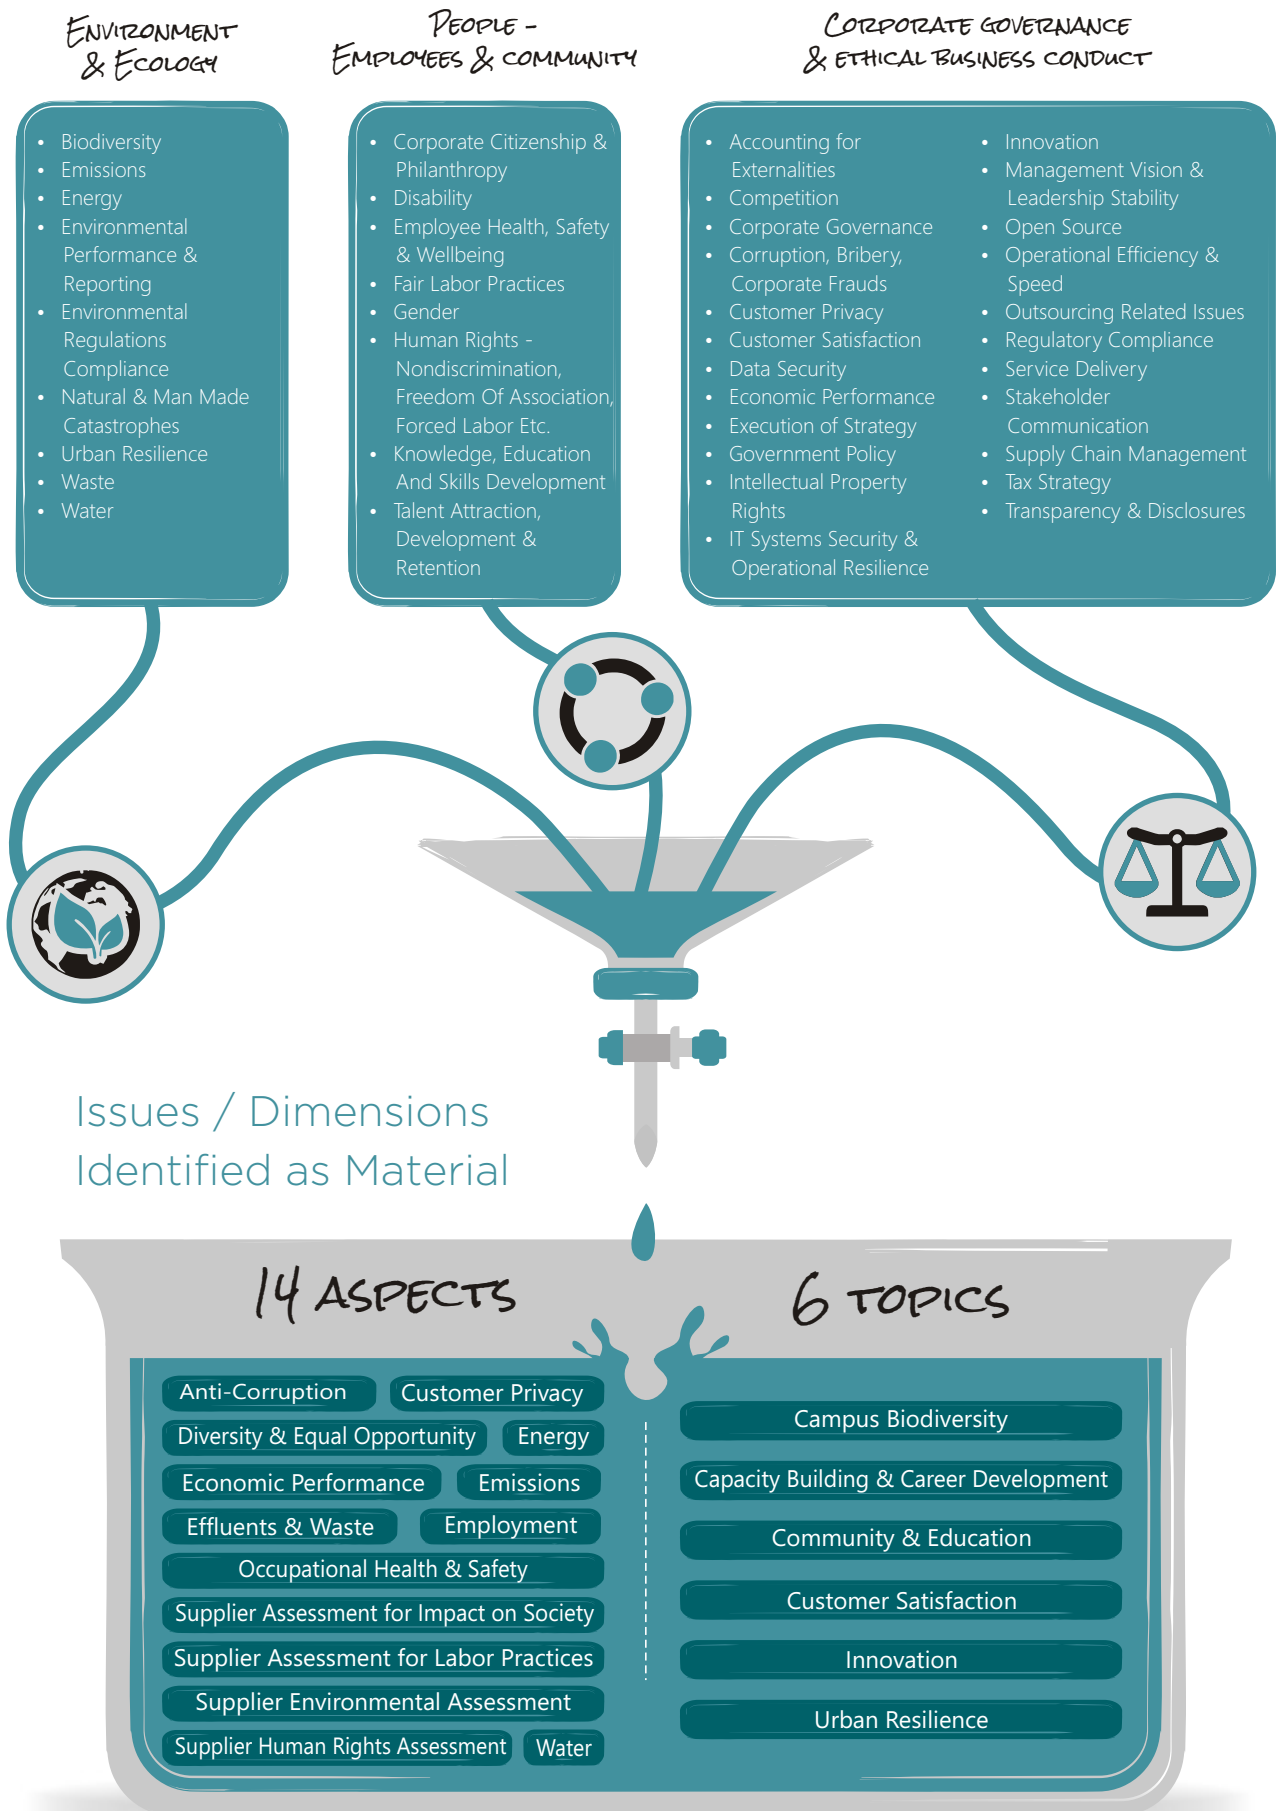 ENVIRONMENT
& ECOLOGY
• Biodiversity
• Emissions
• Energy
• Environmental
Performance &
Reporting
• Environmental
Regulations
Compliance
• Natural & Man Made
Catastrophes
• Urban Resilience
• Waste
• Water
PEOPLE –
EMPLOYEES & COMMUNITY
• Corporate Citizenship &
Philanthropy
• Disability
• Employee Health, Safety
& Wellbeing
• Fair Labor Practices
• Gender
• Human Rights -
Nondiscrimination,
Freedom Of Association,
Forced Labor Etc.
• Knowledge, Education
And Skills Development
• Talent Attraction,
Development &
Retention
CORPORATE GOVERNANCE
& ETHICAL BUSINESS CONDUCT
• Accounting for
Externalities
• Competition
• Corporate Governance
• Corruption, Bribery,
Corporate Frauds
• Customer Privacy
• Customer Satisfaction
• Data Security
• Economic Performance
• Execution of Strategy
• Government Policy
• Intellectual Property
Rights
• IT Systems Security &
Operational Resilience
• Innovation
• Management Vision &
Leadership Stability
• Open Source
• Operational Efficiency &
Speed
• Outsourcing Related Issues
• Regulatory Compliance
• Service Delivery
• Stakeholder
Communication
• Supply Chain Management
• Tax Strategy
• Transparency & Disclosures
Issues / Dimensions
Identified as Material
14 ASPECTS
Anti-Corruption
Customer Privacy
Diversity & Equal Opportunity
Energy
Economic Performance
Emissions
Effluents & Waste
Employment
Occupational Health & Safety
Supplier Assessment for Impact on Society
Supplier Assessment for Labor Practices
Supplier Environmental Assessment
Supplier Human Rights Assessment
Water
6 TOPICS
Campus Biodiversity
Capacity Building & Career Development
Community & Education
Customer Satisfaction
Innovation
Urban Resilience